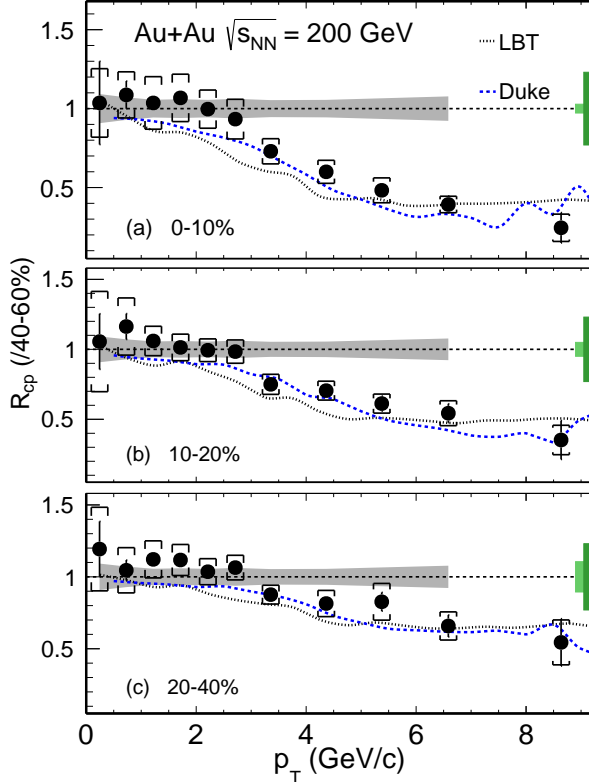 Au+Au √sNN = 200 GeV
LBT
Duke
1.5
1
0.5
(a) 0-10%
1.5
1
0.5
(b) 10-20%
1.5
1
0.5
(c) 20-40%
Rcp (/40-60%)
0 2 4 6 8
pT (GeV/c)